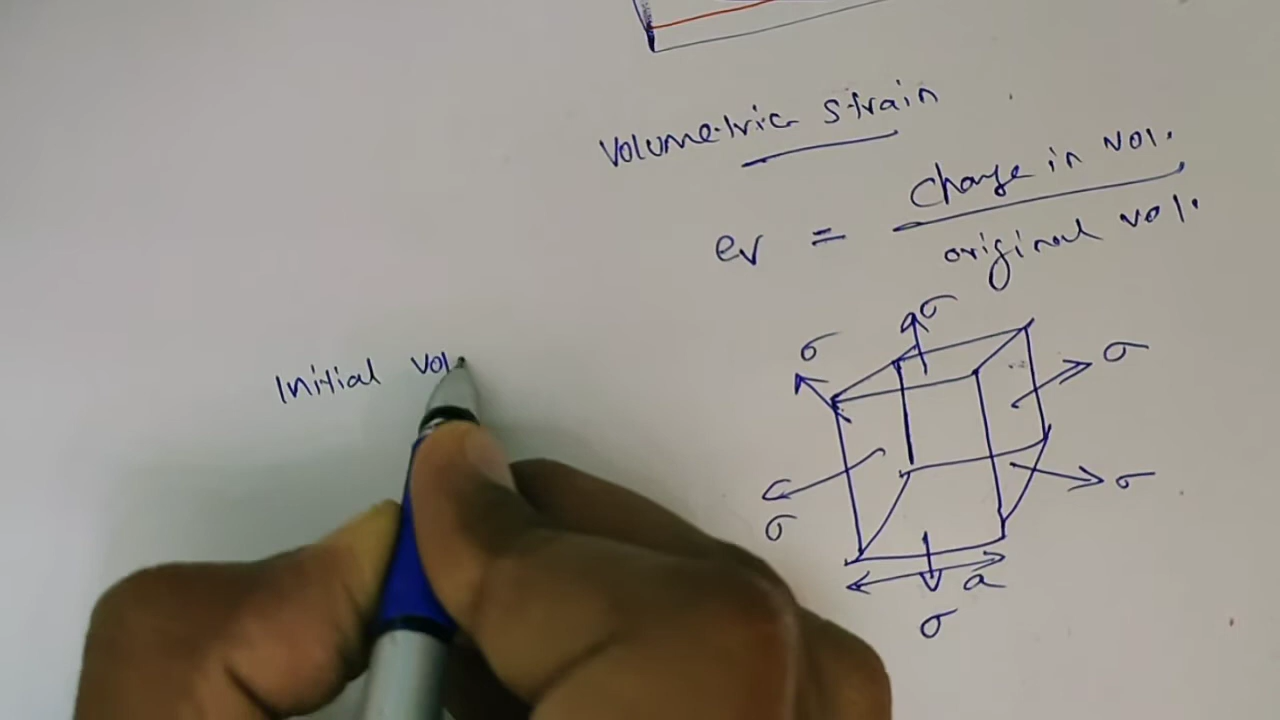 Volumetric strain
ev = change in vol.
original vol.
σ
σ
σ
Initial vol
σ
σ
a
σ